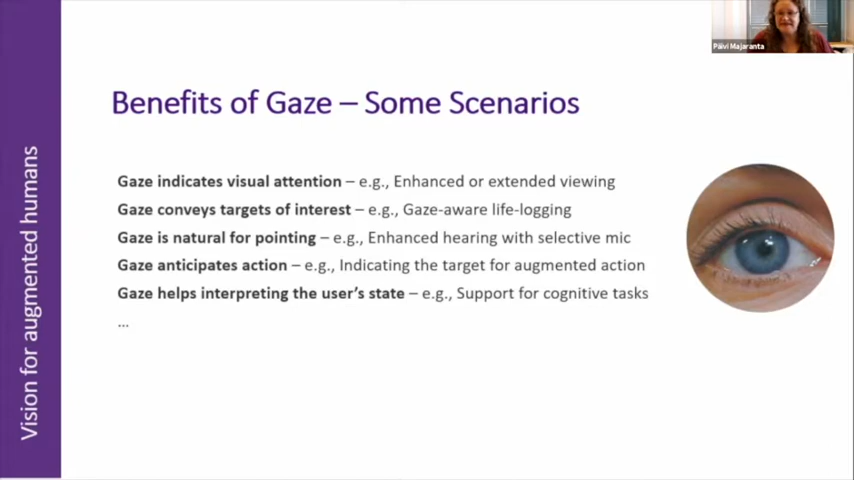 Päivi Majaranta
Benefits of Gaze – Some Scenarios
Vision for augmented humans
Gaze indicates visual attention – e.g., Enhanced or extended viewing
Gaze conveys targets of interest – e.g., Gaze-aware life-logging
Gaze is natural for pointing – e.g., Enhanced hearing with selective mic
Gaze anticipates action – e.g., Indicating the target for augmented action
Gaze helps interpreting the user's state – e.g., Support for cognitive tasks
...